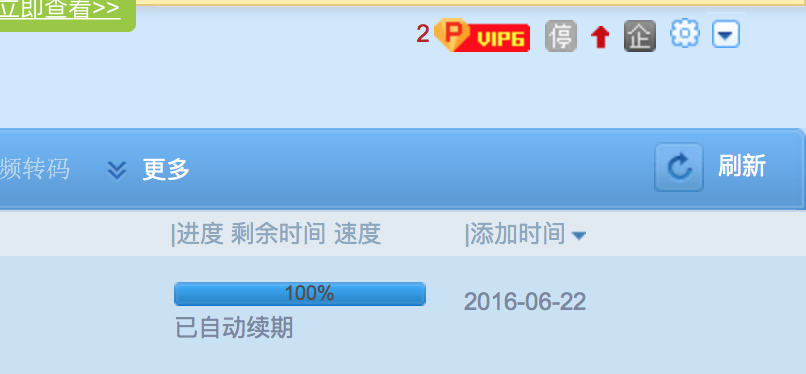 立即查看>>
2 P VIP6 停 企
频转码 更多 刷新
|进度 剩余时间 速度 |添加时间
100%
2016-06-22
已自动续期